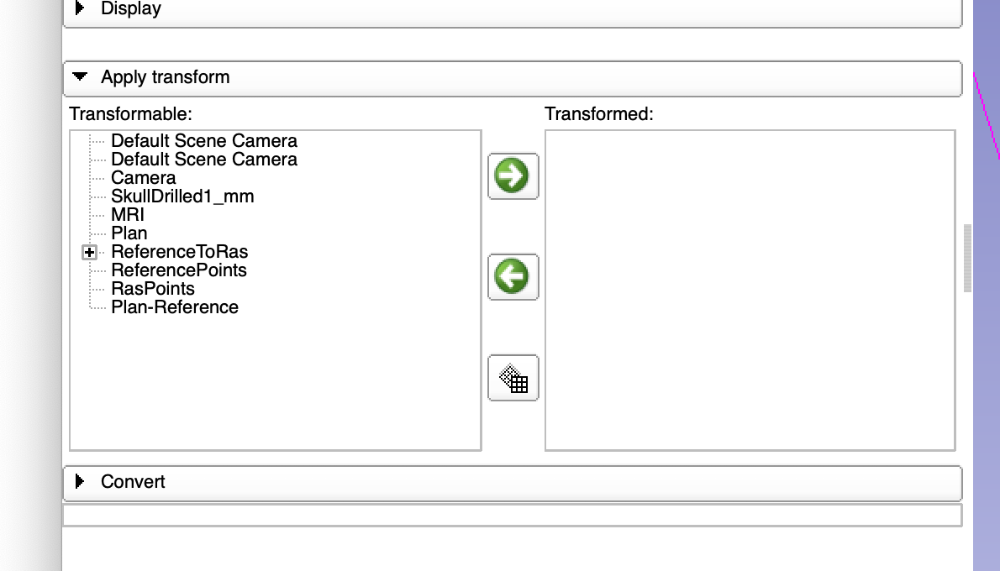 Display
Apply transform
Transformable:
Default Scene Camera
Default Scene Camera
Camera
SkullDrilled1_mm
MRI
Plan
ReferenceToRas
ReferencePoints
RasPoints
Plan-Reference
Transformed:
Convert